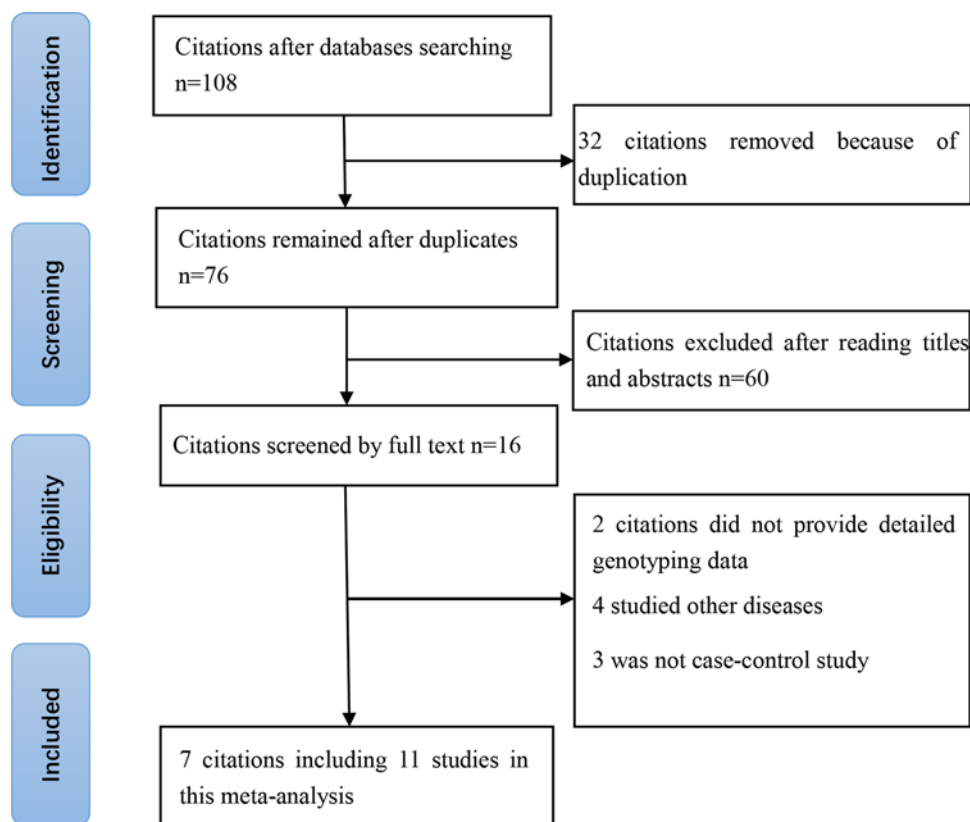 Identification
Citations after databases searching
n=108
32 citations removed because of
duplication
Screening
Citations remained after duplicates
n=76
Citations excluded after reading titles
and abstracts n=60
Eligibility
Citations screened by full text n=16
2 citations did not provide detailed
genotyping data
4 studied other diseases
3 was not case-control study
Included
7 citations including 11 studies in
this meta-analysis